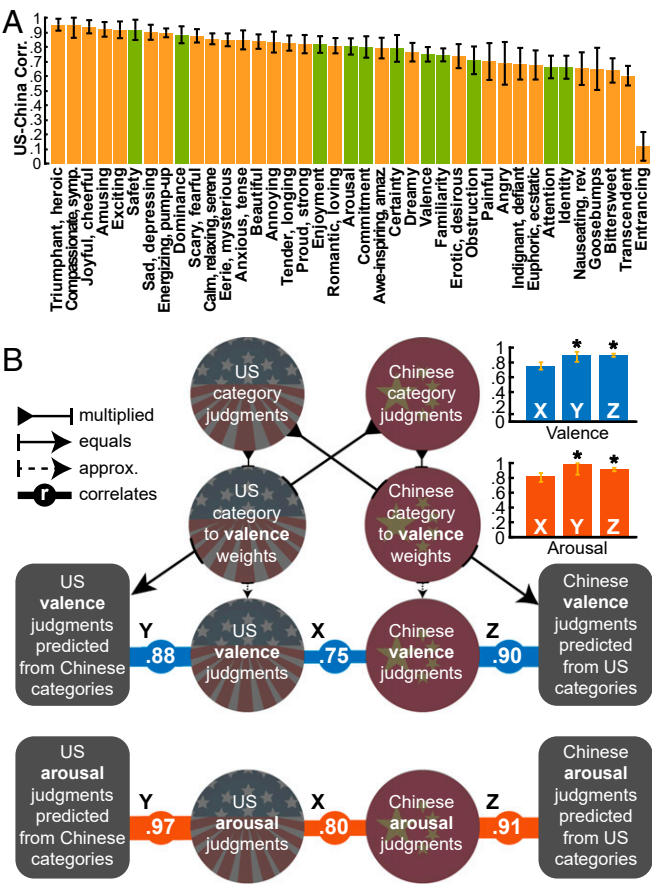 A
US-China Corr.
1
.9
.8
.7
.6
.5
.4
.3
.2
.1
0
Triumphant, heroic
Compassionate, symp.
Joyful, cheerful
Amusing
Exciting
Safety
Sad, depressing
Energizing, pump-up
Dominance
Scary, fearful
Calm, relaxing, serene
Eerie, mysterious
Anxious, tense
Beautiful
Annoying
Tender, longing
Proud, strong
Enjoyment
Romantic, loving
Arousal
Commitment
Awe-inspiring, amaz.
Certainty
Dreamy
Valence
Familiarity
Erotic, desirous
Obstruction
Painful
Angry
Indignant, defiant
Euphoric, ecstatic
Attention
Identity
Nauseating, rev.
Goosebumps
Bittersweet
Transcendent
Entrancing
B
multiplied
equals
approx.
r correlates
US
category
judgments
Chinese
category
judgments
1
.8
.6
.4
.2
0
* *
X Y Z
Valence
1
.8
.6
.4
.2
0
* *
X Y Z
Arousal
US
category
to valence
weights
Chinese
category
to valence
weights
US
valence
judgments
predicted
from Chinese
categories
Y
.88
US
valence
judgments
X
.75
Chinese
valence
judgments
Z
.90
Chinese
valence
judgments
predicted
from US
categories
US
arousal
judgments
predicted
from Chinese
categories
Y
.97
US
arousal
judgments
X
.80
Chinese
arousal
judgments
Z
.91
Chinese
arousal
judgments
predicted
from US
categories